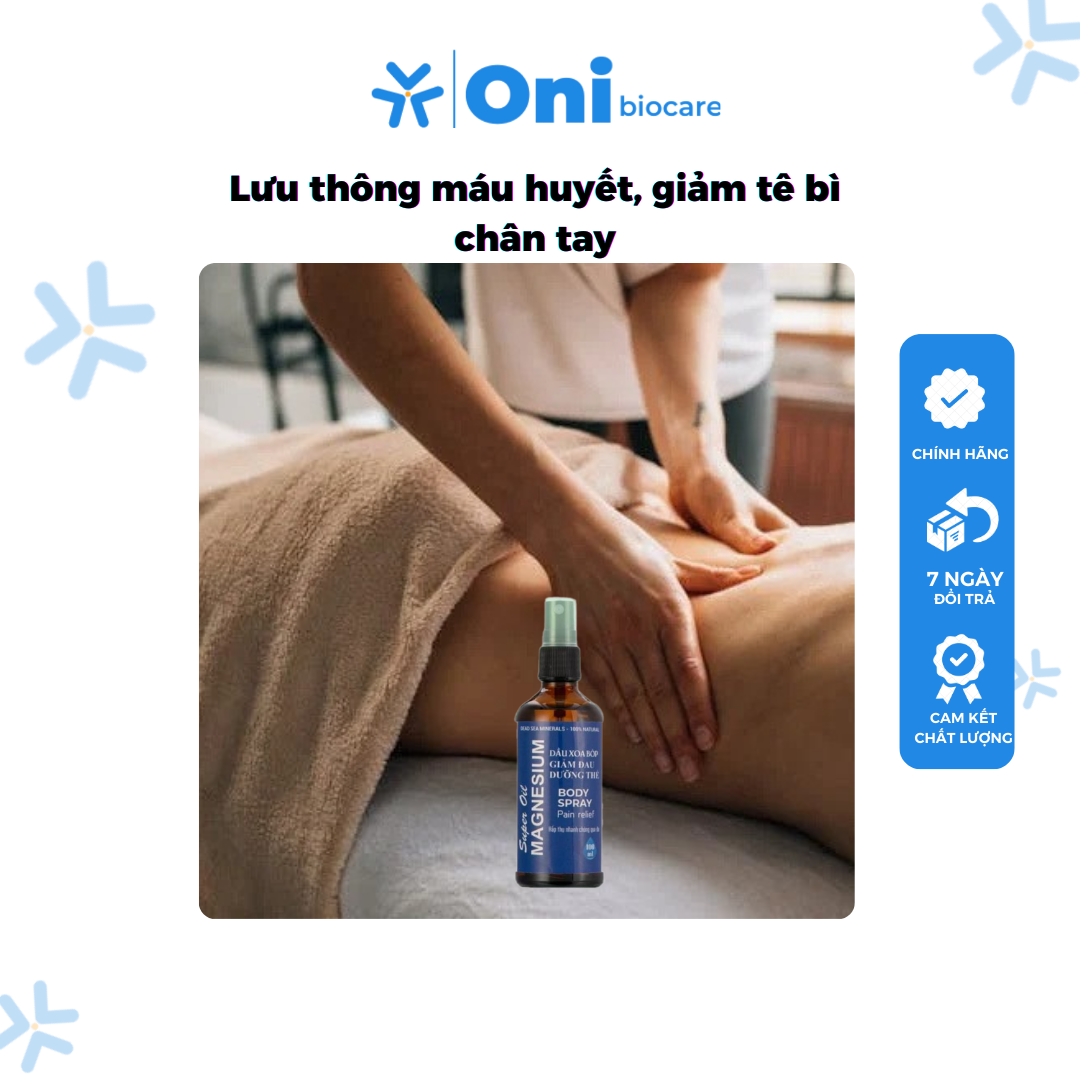 Oni biocare
Lưu thông máu huyết, giảm tê bì
chân tay
CHÍNH HÃNG
7 NGÀY
ĐỔI TRẢ
CAM KẾT
CHẤT LƯỢNG
DEAD SEA MINERALS - 100% NATURAL
Super Oil
MAGNESIUM
DẦU XOA BÓP
GIẢM ĐAU
DƯỠNG THỂ
BODY
SPRAY
Pain relief